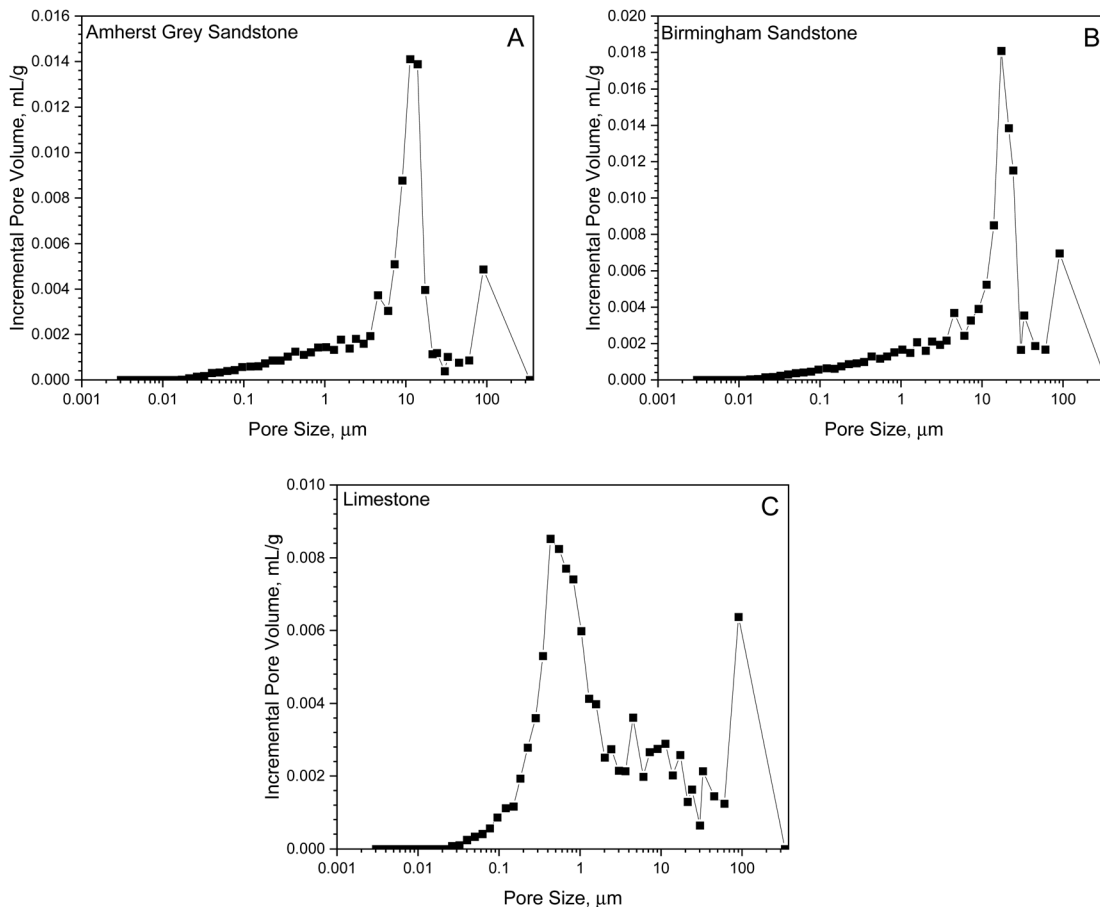 Amherst Grey Sandstone
A
0.016
0.014
0.012
0.010
0.008
0.006
0.004
0.002
0.000
Incremental Pore Volume, mL/g
0.001 0.01 0.1 1 10 100
Pore Size, μm
Birmingham Sandstone
B
0.020
0.018
0.016
0.014
0.012
0.010
0.008
0.006
0.004
0.002
0.000
Incremental Pore Volume, mL/g
0.001 0.01 0.1 1 10 100
Pore Size, μm
Limestone
C
0.010
0.008
0.006
0.004
0.002
0.000
Incremental Pore Volume, mL/g
0.001 0.01 0.1 1 10 100
Pore Size, μm